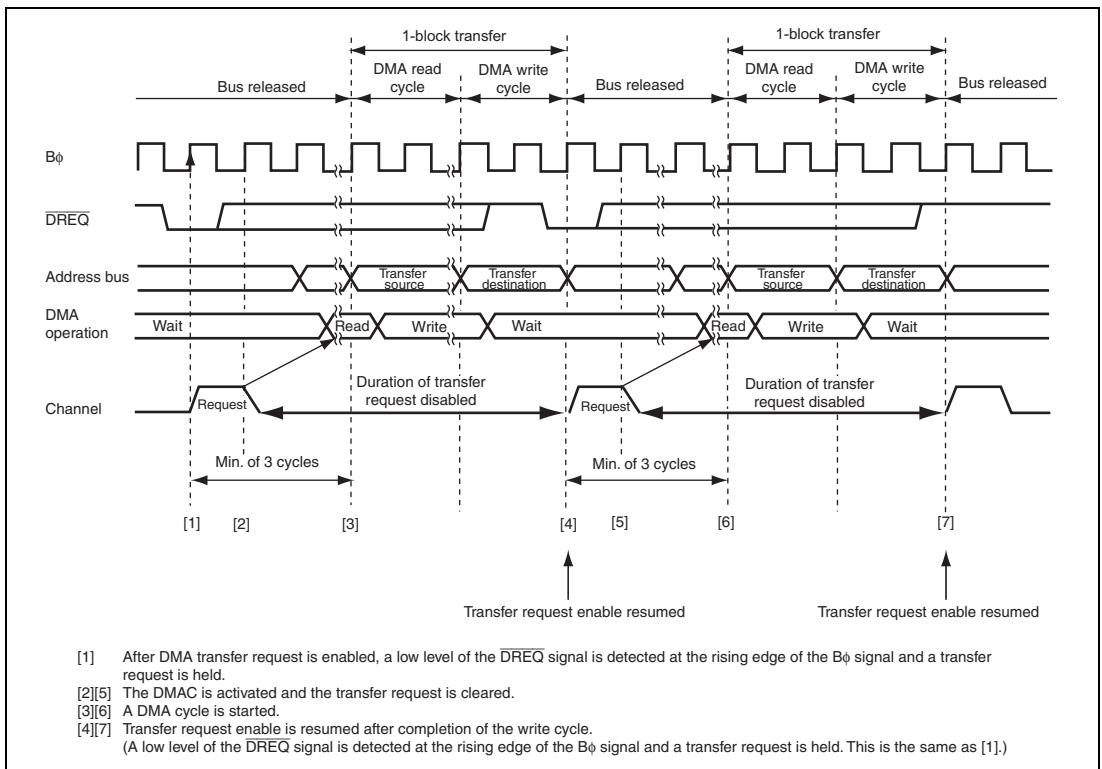 1-block transfer 1-block transfer
Bus released DMA read cycle DMA write cycle Bus released DMA read cycle DMA write cycle Bus released
Bϕ
DREQ
Address bus Transfer source Transfer destination Transfer source Transfer destination
DMA operation Wait Read Write Wait Read Write Wait
Channel Request Duration of transfer request disabled Request Duration of transfer request disabled
Min. of 3 cycles Min. of 3 cycles
[1] [2] [3] [4] [5] [6] [7]
Transfer request enable resumed Transfer request enable resumed
[1] After DMA transfer request is enabled, a low level of the DREQ signal is detected at the rising edge of the Bϕ signal and a transfer
request is held.
[2][5] The DMAC is activated and the transfer request is cleared.
[3][6] A DMA cycle is started.
[4][7] Transfer request enable is resumed after completion of the write cycle.
(A low level of the DREQ signal is detected at the rising edge of the Bϕ signal and a transfer request is held. This is the same as [1].)